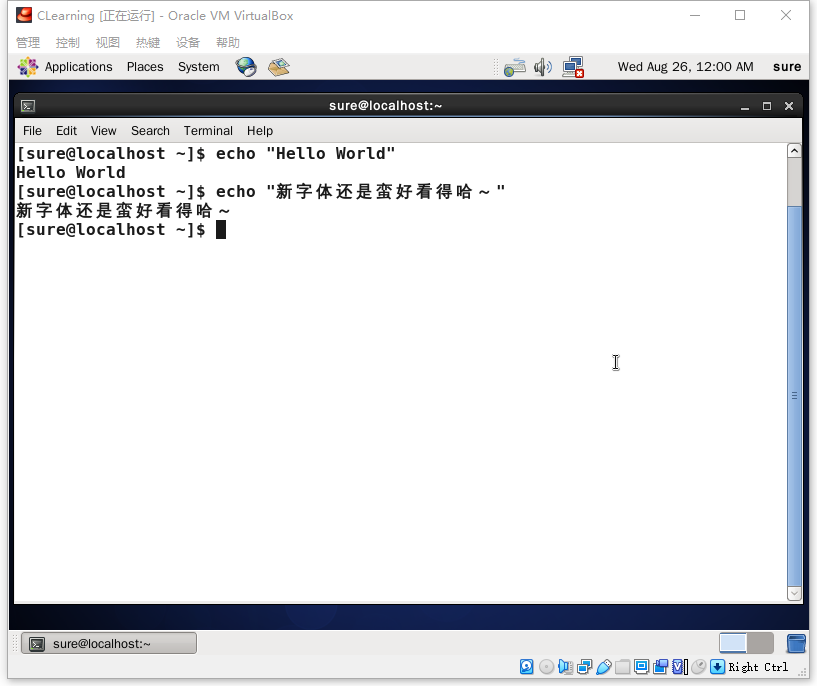 CLearning [正在运行] - Oracle VM VirtualBox
管理 控制 视图 热键 设备 帮助
Applications Places System Wed Aug 26, 12:00 AM sure
sure@localhost:~
File Edit View Search Terminal Help
[sure@localhost ~]$ echo "Hello World"
Hello World
[sure@localhost ~]$ echo "新字体还是蛮好看得哈～"
新字体还是蛮好看得哈～
[sure@localhost ~]$
sure@localhost:~
Right Ctrl